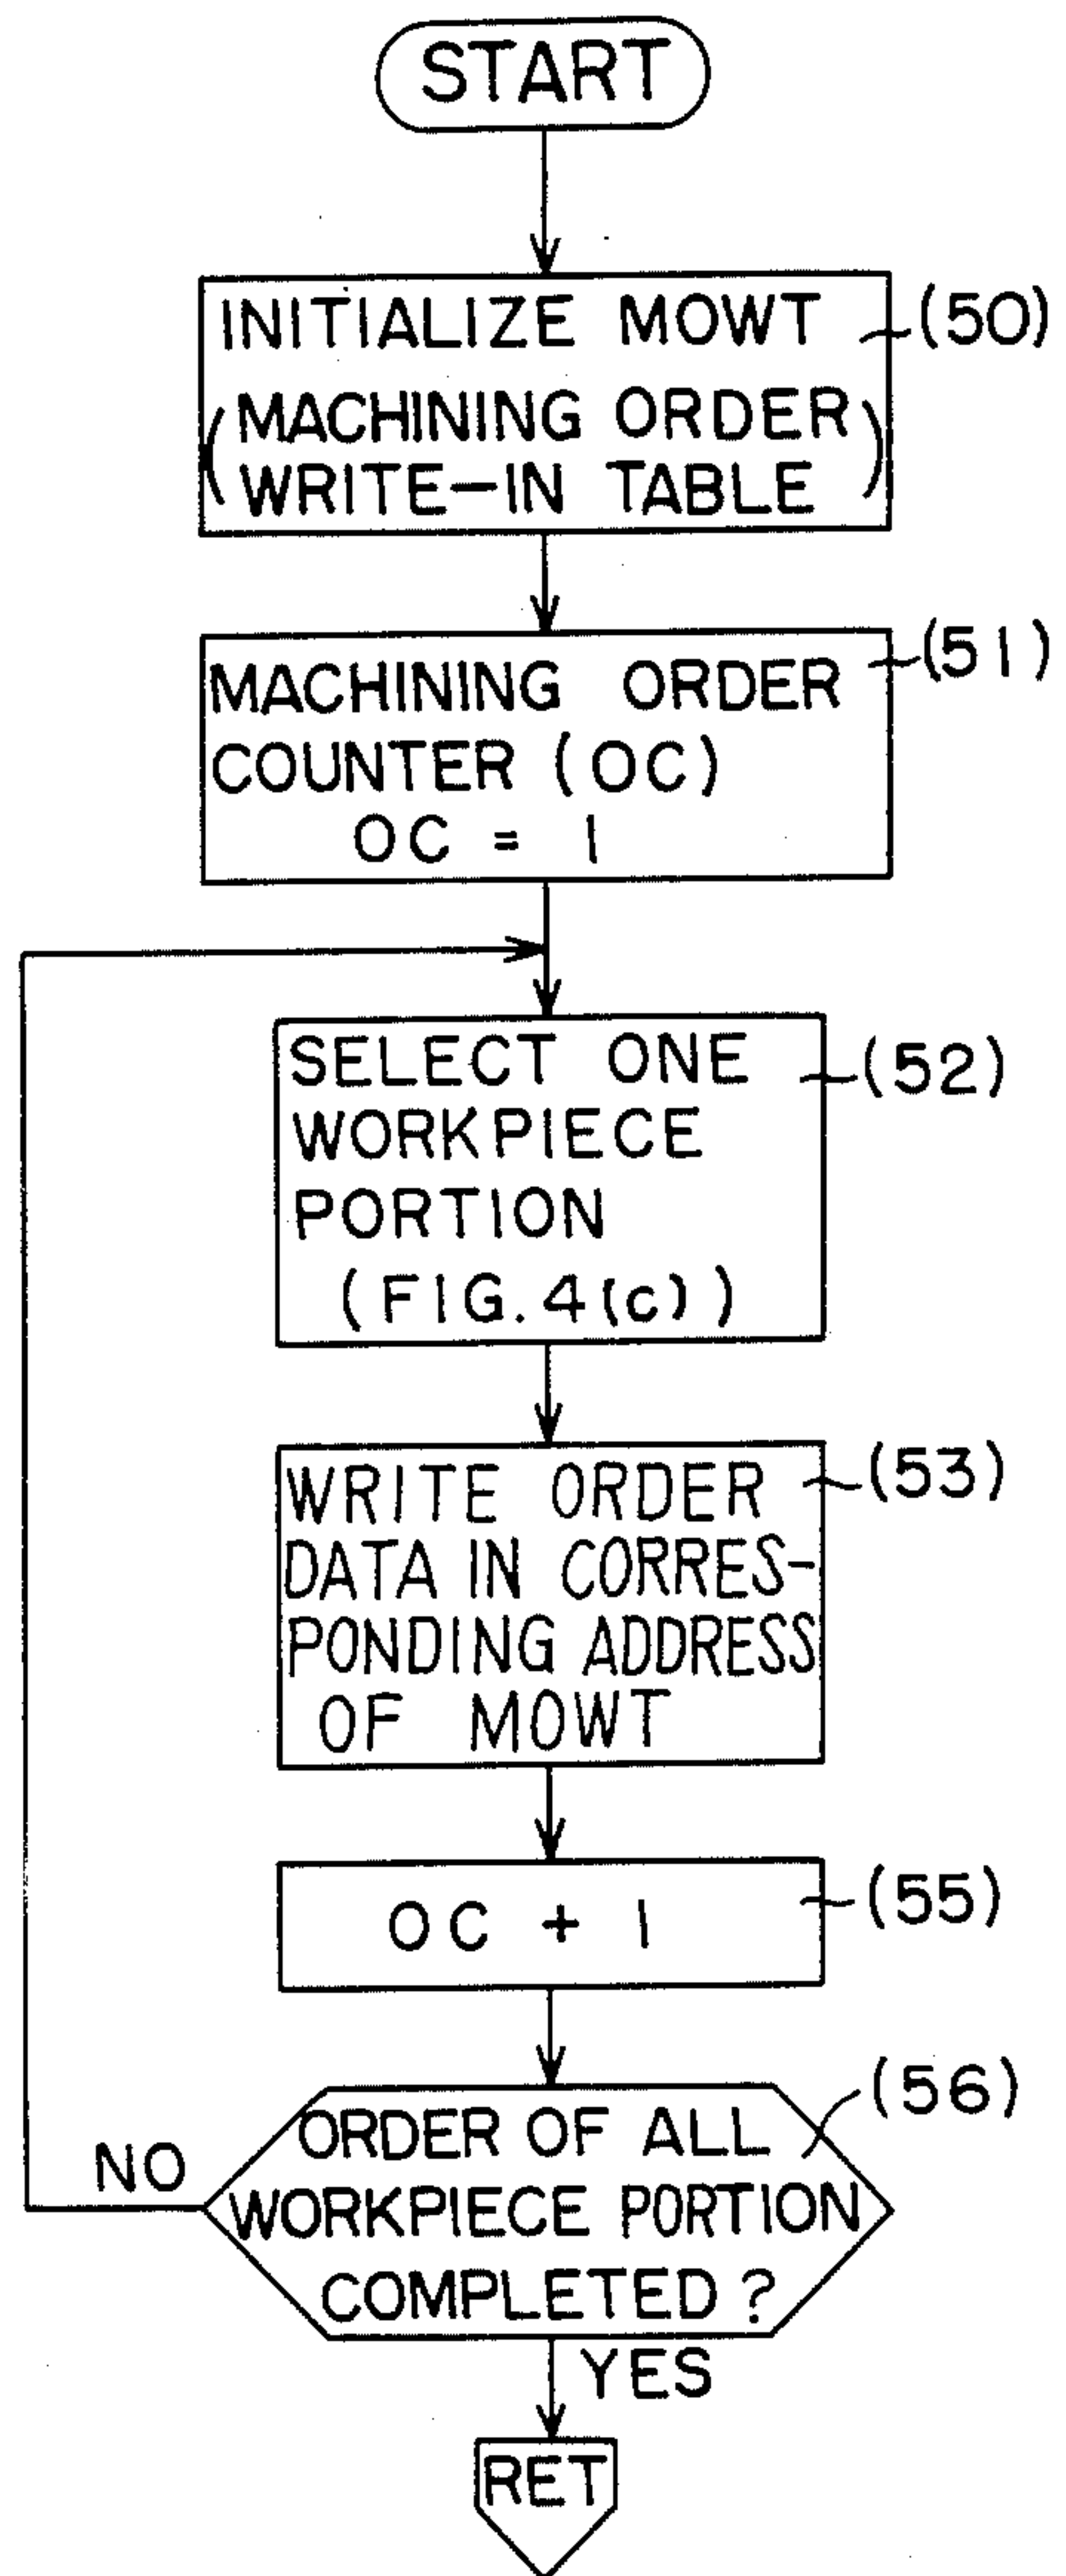 START
INITIALIZE MOWT
(50)
(MACHINING ORDER
WRITE-IN TABLE)
(51)
MACHINING ORDER
COUNTER (OC)
OC = 1
SELECT ONE
(52)
WORKPIECE
PORTION
(FIG. 4(c))
WRITE ORDER
(53)
DATA IN CORRES-
PONDING ADDRESS
OF MOWT
OC + 1
(55)
(56)
ORDER OF ALL
NO
WORKPIECE PORTION
COMPLETED ?
YES
RET